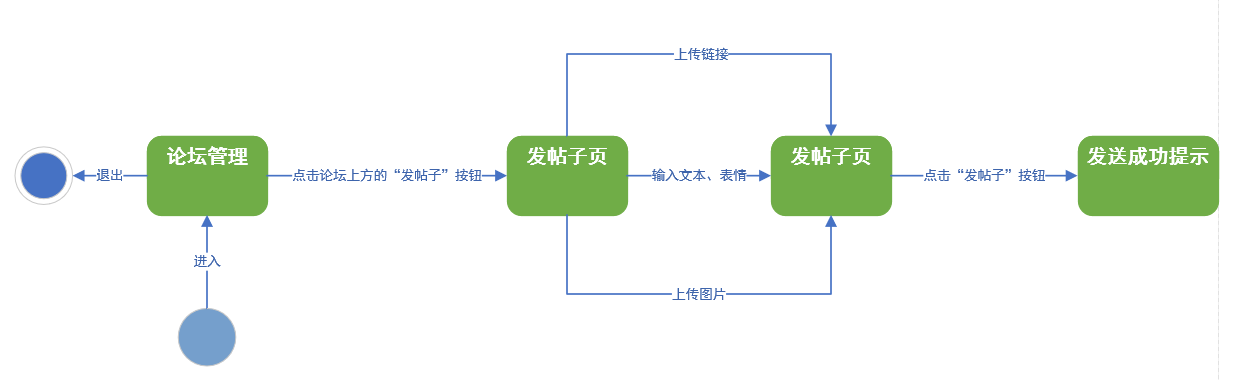 上传链接
论坛管理
发帖子页
发帖子页
发送成功提示
退出
点击论坛上方的“发帖子”按钮
输入文本、表情
点击“发帖子”按钮
进入
上传图片